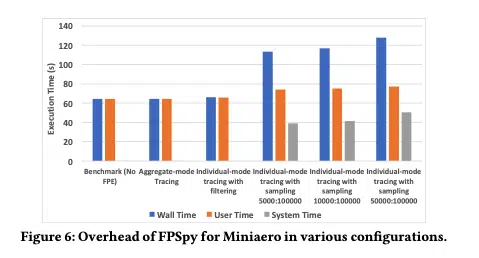 140
120
100
80
60
40
20
0
Execution Time (s)
Benchmark (No FPE)
Aggregate-mode Tracing
Individual-mode tracing with filtering
Individual-mode tracing with sampling 5000:100000
Individual-mode tracing with sampling 10000:100000
Individual-mode tracing with sampling 50000:100000
Wall Time User Time System Time
Figure 6: Overhead of FPSpy for Miniaero in various configurations.